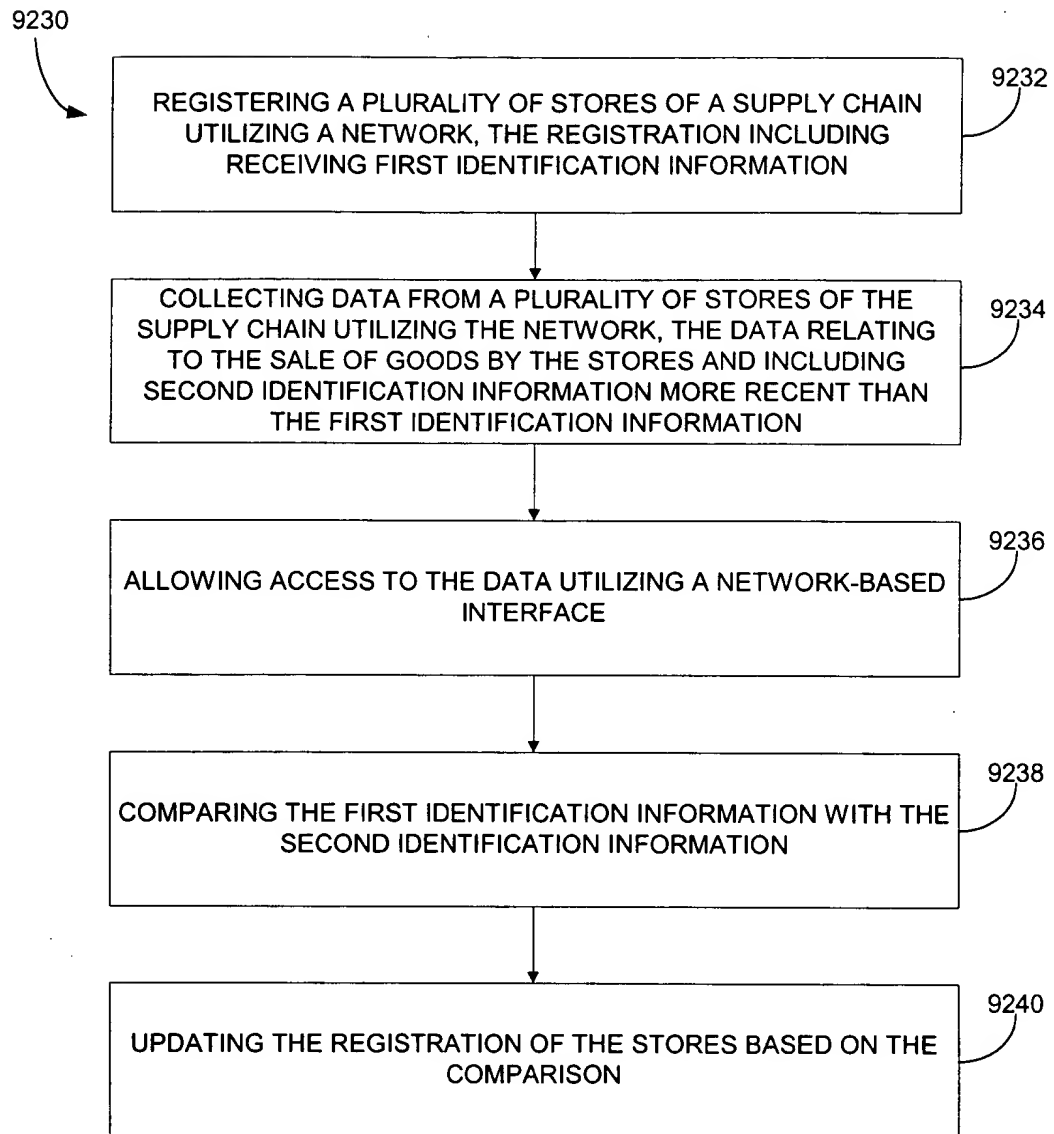 9230
9232
REGISTERING A PLURALITY OF STORES OF A SUPPLY CHAIN
UTILIZING A NETWORK, THE REGISTRATION INCLUDING
RECEIVING FIRST IDENTIFICATION INFORMATION
9234
COLLECTING DATA FROM A PLURALITY OF STORES OF THE
SUPPLY CHAIN UTILIZING THE NETWORK, THE DATA RELATING
TO THE SALE OF GOODS BY THE STORES AND INCLUDING
SECOND IDENTIFICATION INFORMATION MORE RECENT THAN
THE FIRST IDENTIFICATION INFORMATION
9236
ALLOWING ACCESS TO THE DATA UTILIZING A NETWORK-BASED
INTERFACE
9238
COMPARING THE FIRST IDENTIFICATION INFORMATION WITH THE
SECOND IDENTIFICATION INFORMATION
9240
UPDATING THE REGISTRATION OF THE STORES BASED ON THE
COMPARISON